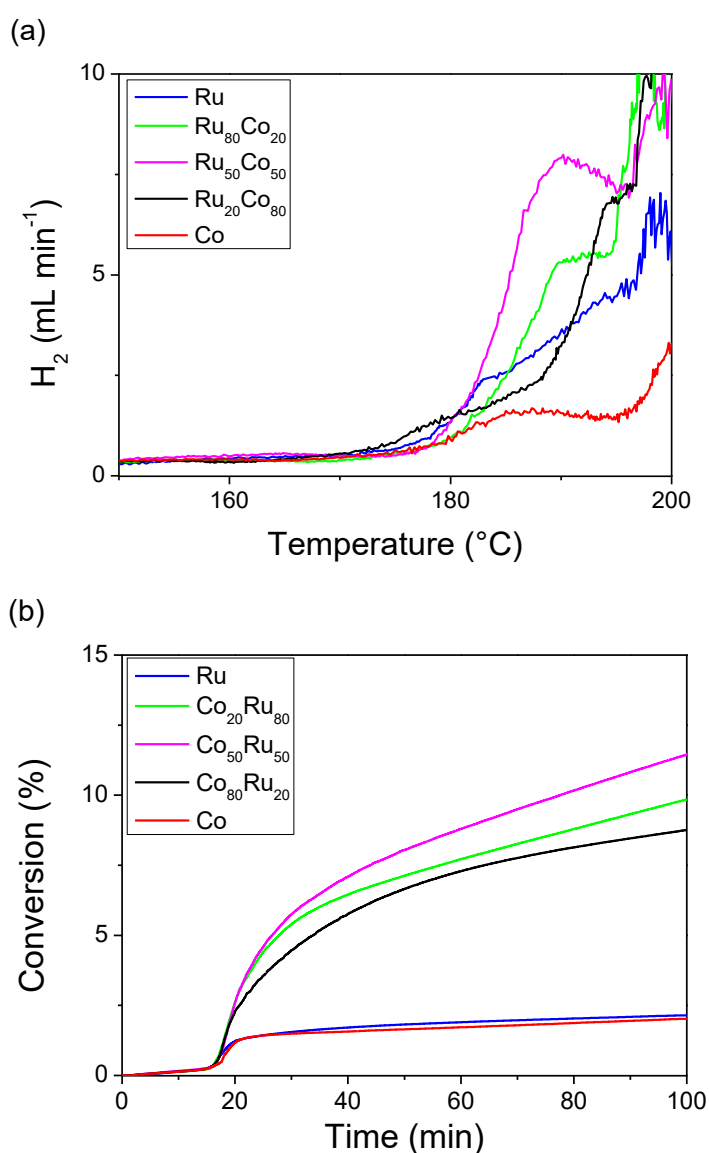 (a)
10
Ru
Ru₈₀Co₂₀
Ru₅₀Co₅₀
Ru₂₀Co₈₀
Co
5
0
H₂ (mL min⁻¹)
160 180 200
Temperature (°C)
(b)
15
Ru
Co₂₀Ru₈₀
Co₅₀Ru₅₀
Co₈₀Ru₂₀
Co
10
5
0
Conversion (%)
0 20 40 60 80 100
Time (min)